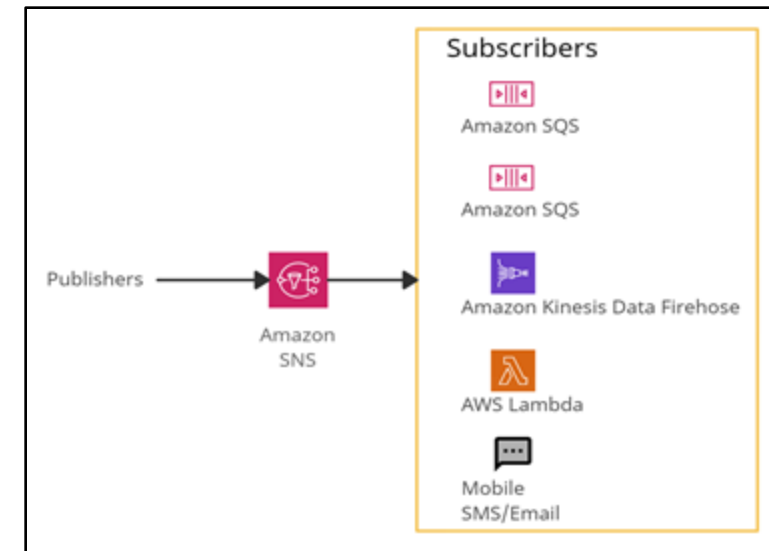 Subscribers
Amazon SQS
Amazon SQS
Publishers
Amazon
SNS
Amazon Kinesis Data Firehose
AWS Lambda
Mobile
SMS/Email